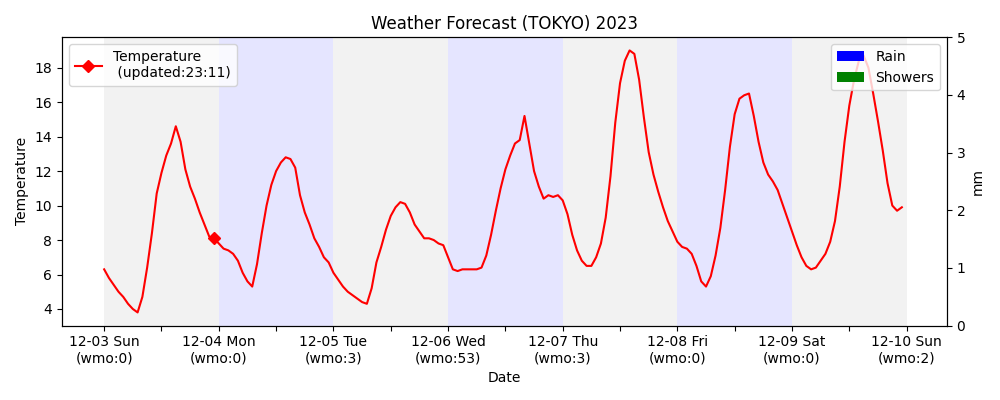 Weather Forecast (TOKYO) 2023
Temperature
(updated:23:11)
Rain
Showers
Temperature
18
16
14
12
10
8
6
4
5
4
3
2
1
0
mm
12-03 Sun
(wmo:0)
12-04 Mon
(wmo:0)
12-05 Tue
(wmo:3)
12-06 Wed
(wmo:53)
12-07 Thu
(wmo:3)
12-08 Fri
(wmo:0)
12-09 Sat
(wmo:0)
12-10 Sun
(wmo:2)
Date